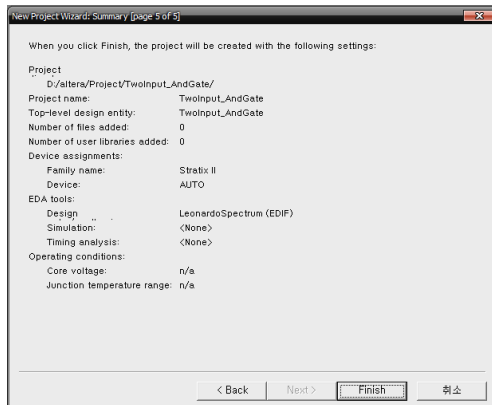 New Project Wizard: Summary [page 5 of 5]
When you click Finish, the project will be created with the following settings:
Project
D:/altera/Project/TwoInput_AndGate/
Project name: TwoInput_AndGate
Top-level design entity: TwoInput_AndGate
Number of files added: 0
Number of user libraries added: 0
Device assignments:
Family name: Stratix II
Device: AUTO
EDA tools:
Design LeonardoSpectrum (EDIF)
Simulation: <None>
Timing analysis: <None>
Operating conditions:
Core voltage: n/a
Junction temperature range: n/a
< Back Next > Finish 취소